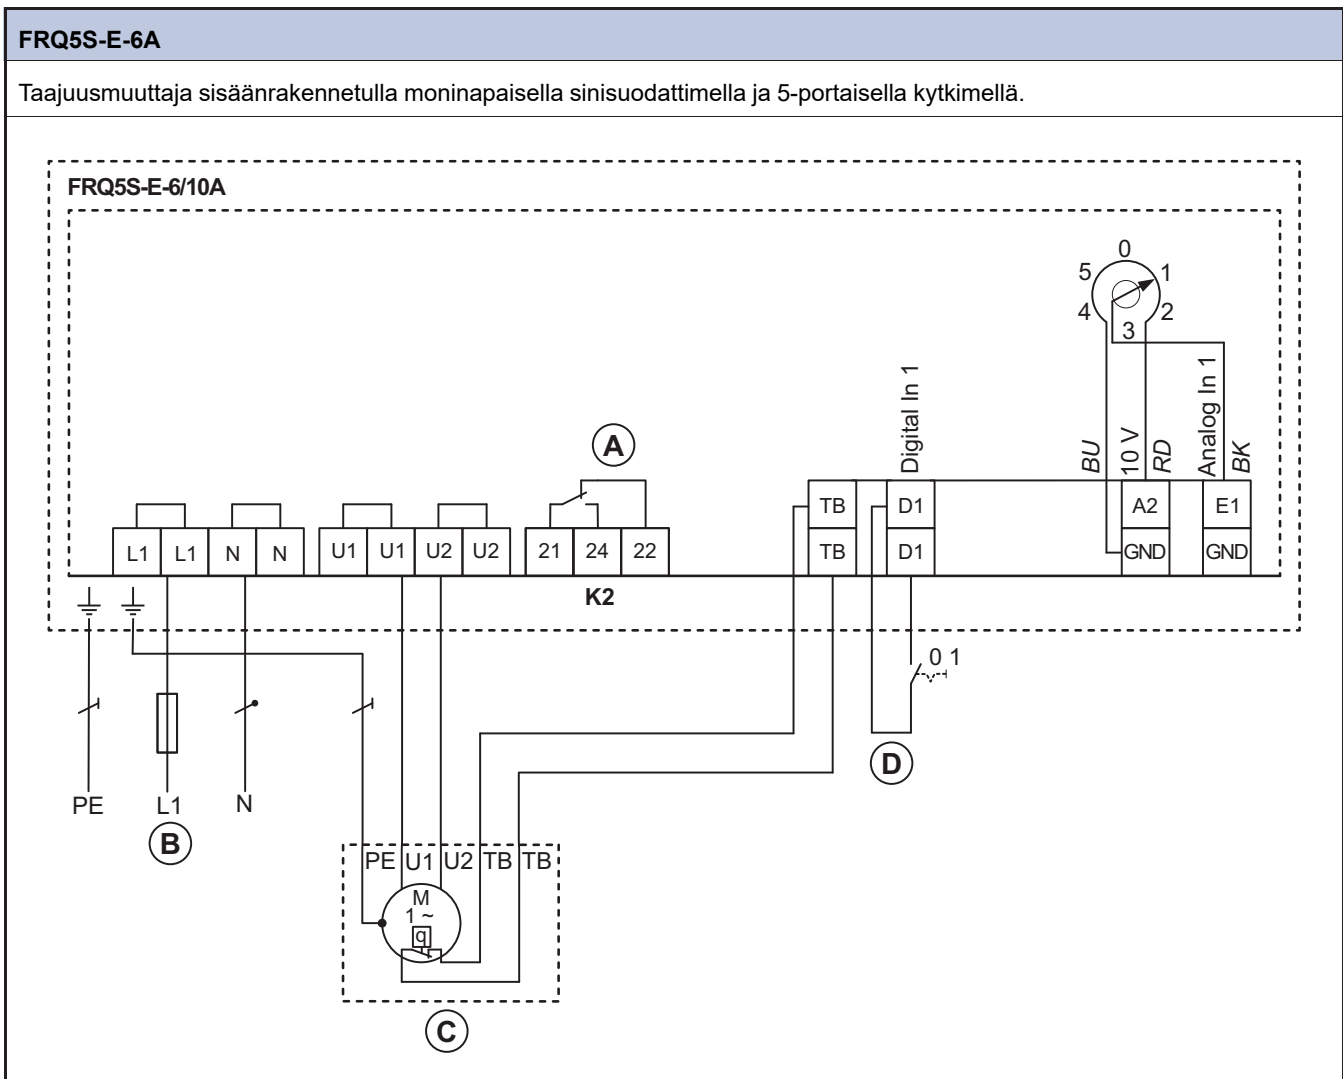 FRQ5S-E-6A
Taajuusmuuttaja sisäänrakennetulla moninapaisella sinisuodattimella ja 5-portaisella kytkimellä.
FRQ5S-E-6/10A
0
5 1
4 2
3
Digital In 1
BU
10 V
RD
Analog In 1
BK
A
TB D1 A2 E1
L1 L1 N N U1 U1 U2 U2 21 24 22 TB D1 GND GND
K2
0 1
D
PE L1 N
B
PE U1 U2 TB TB
M
1 ~
q
C